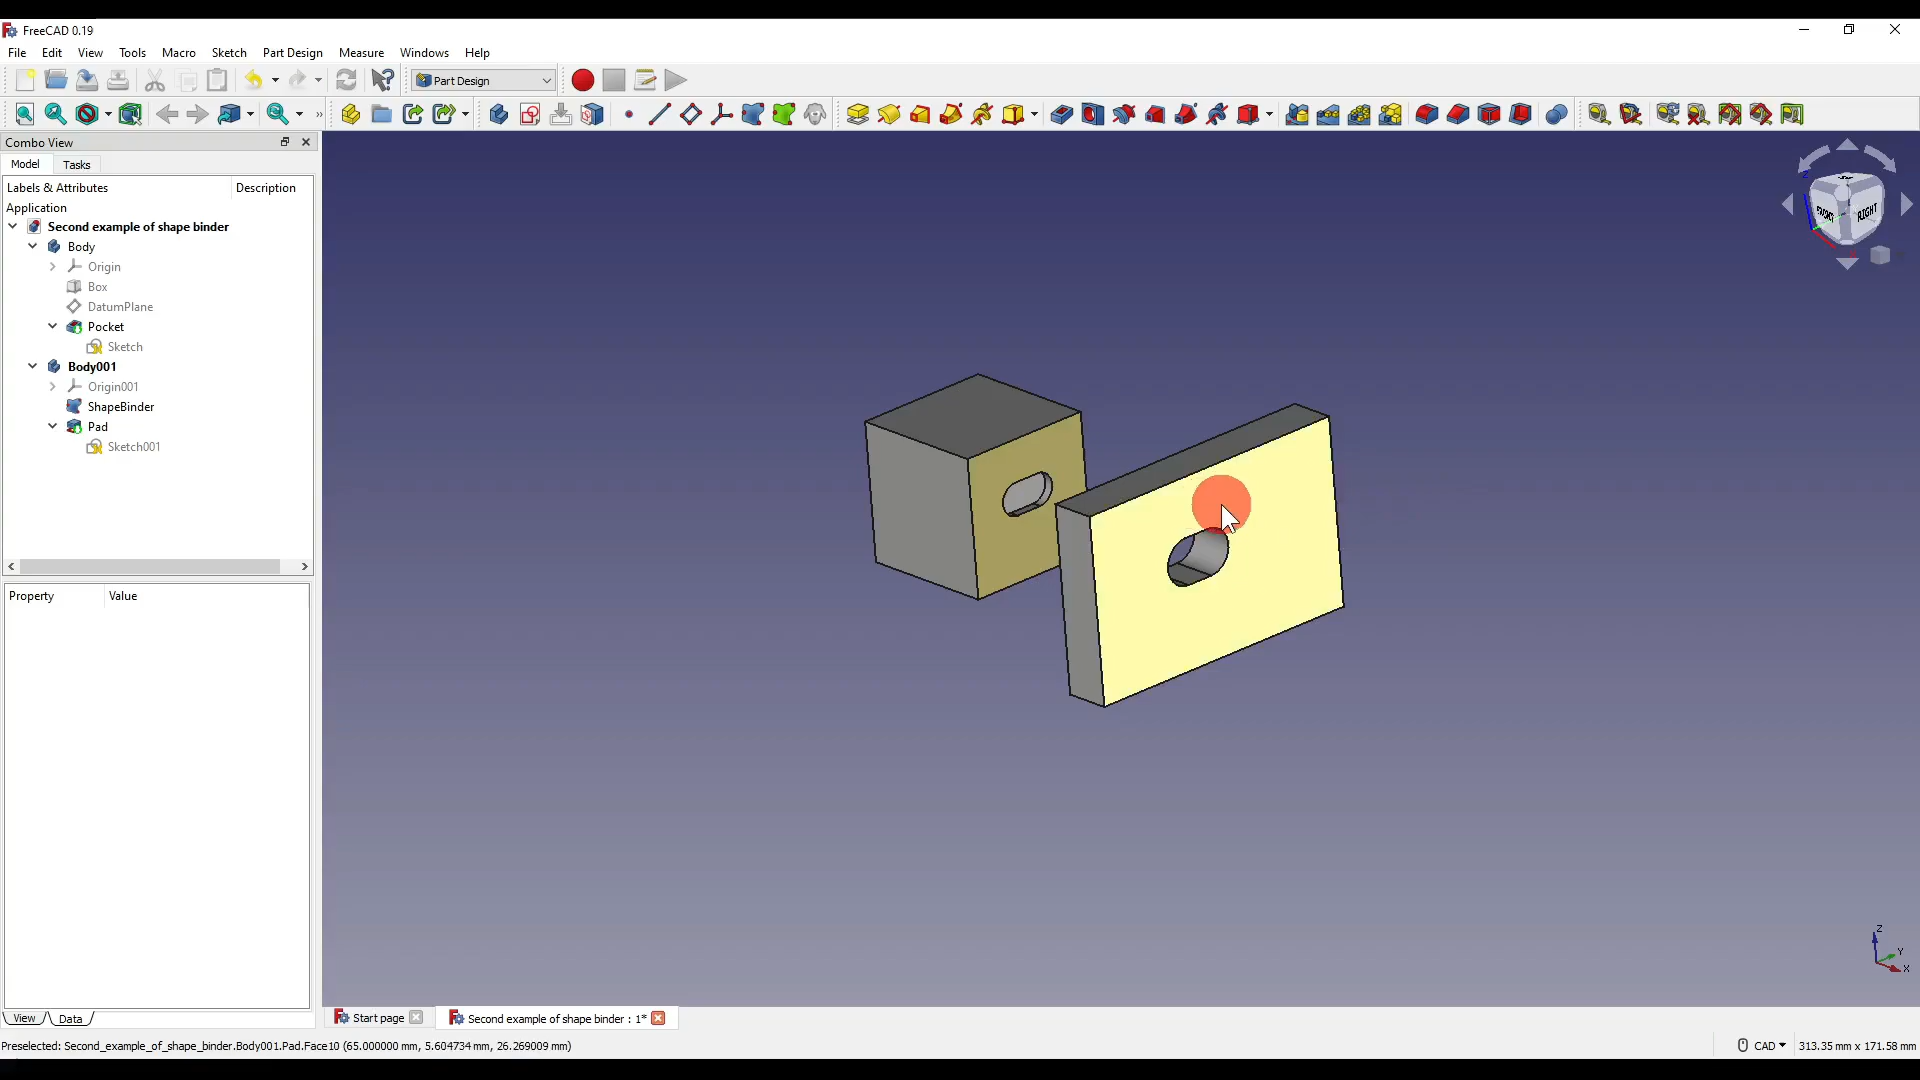 FreeCAD 0.19
File Edit View Tools Macro Sketch Part Design Measure Windows Help
Part Design
Combo View
Model Tasks
Labels & Attributes Description
Application
Second example of shape binder
Body
Origin
Box
DatumPlane
Pocket
Sketch
Body001
Origin001
ShapeBinder
Pad
Sketch001
Property Value
FRONT RIGHT
Z
Y
X
View Data
Start page
Second example of shape binder : 1*
Preselected: Second_example_of_shape_binder.Body001.Pad.Face10 (65.000000 mm, 5.604734 mm, 26.269009 mm)
CAD 313.35 mm x 171.58 mm